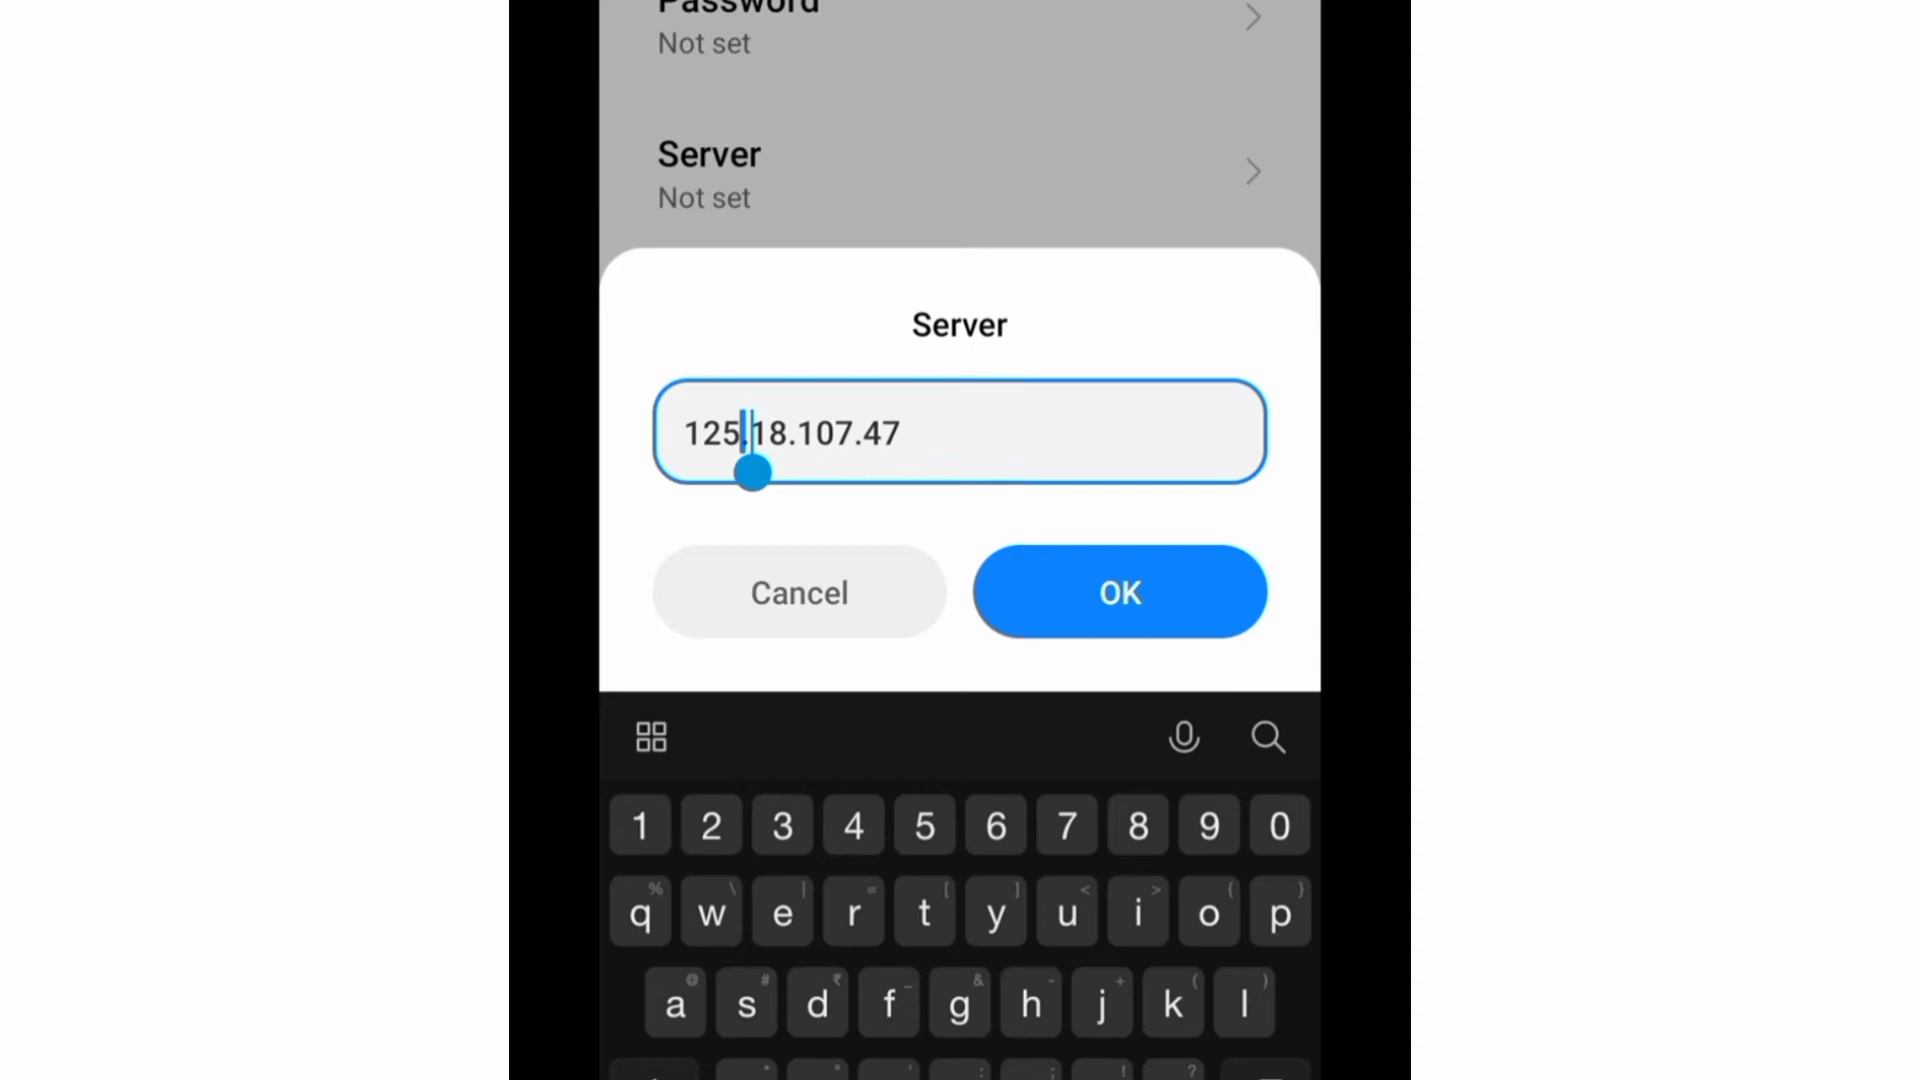 Password
Not set
Server
Not set
Server
125.18.107.47
Cancel
OK
1 2 3 4 5 6 7 8 9 0
% \ | = [ ] < > { }
q w e r t y u i o p
@ # ₹ _ & - + ( )
a s d f g h j k l